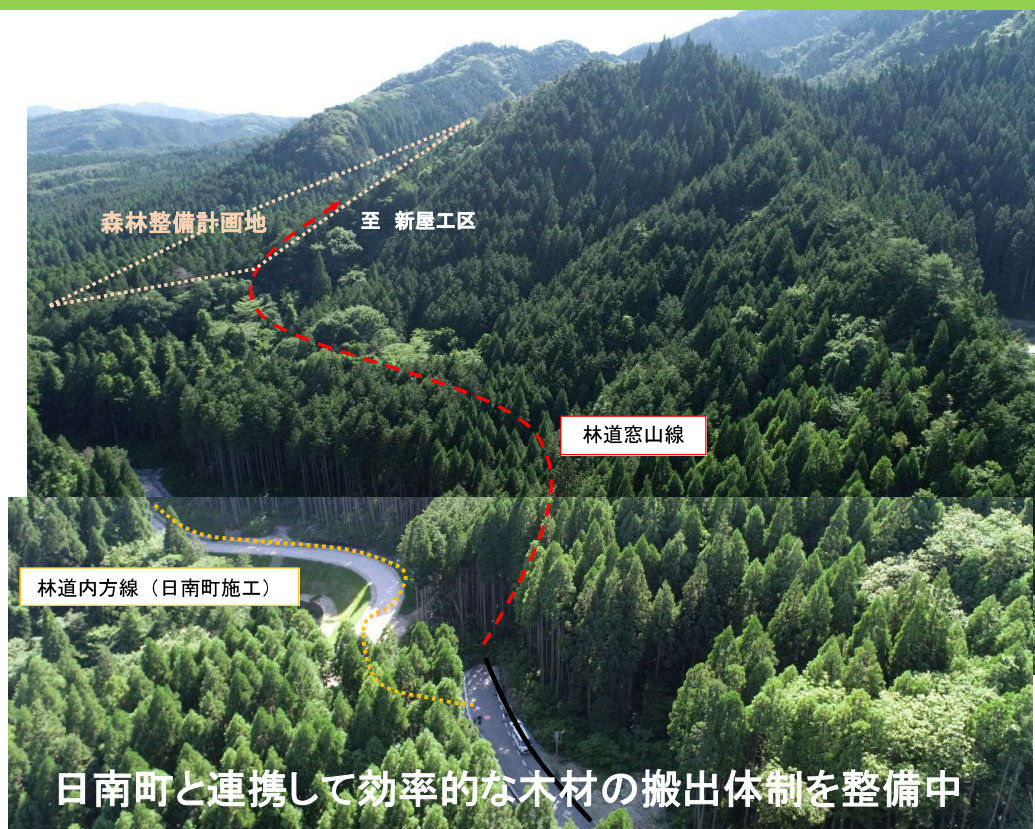 森林整備計画地
至 新屋工区
林道窓山線
林道内方線（日南町施工）
日南町と連携して効率的な木材の搬出体制を整備中